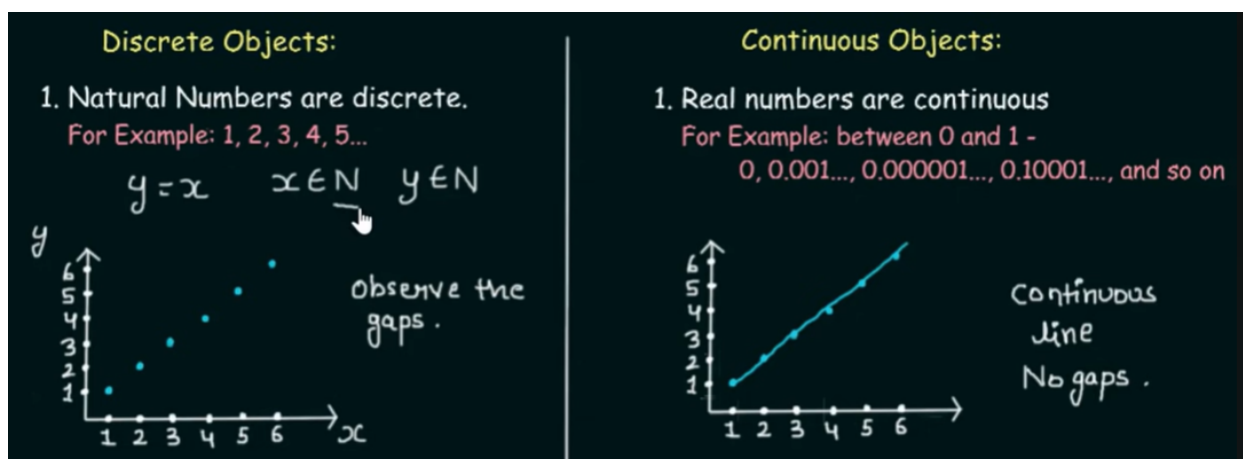 Discrete Objects:
1. Natural Numbers are discrete.
For Example: 1, 2, 3, 4, 5...
y = x x ∈ N y ∈ N
y
6
5
4
3
2
1
1 2 3 4 5 6 x
Observe the
gaps.
Continuous Objects:
1. Real numbers are continuous
For Example: between 0 and 1 -
0, 0.001..., 0.000001..., 0.10001..., and so on
6
5
4
3
2
1
1 2 3 4 5 6
Continuous
line
No gaps.